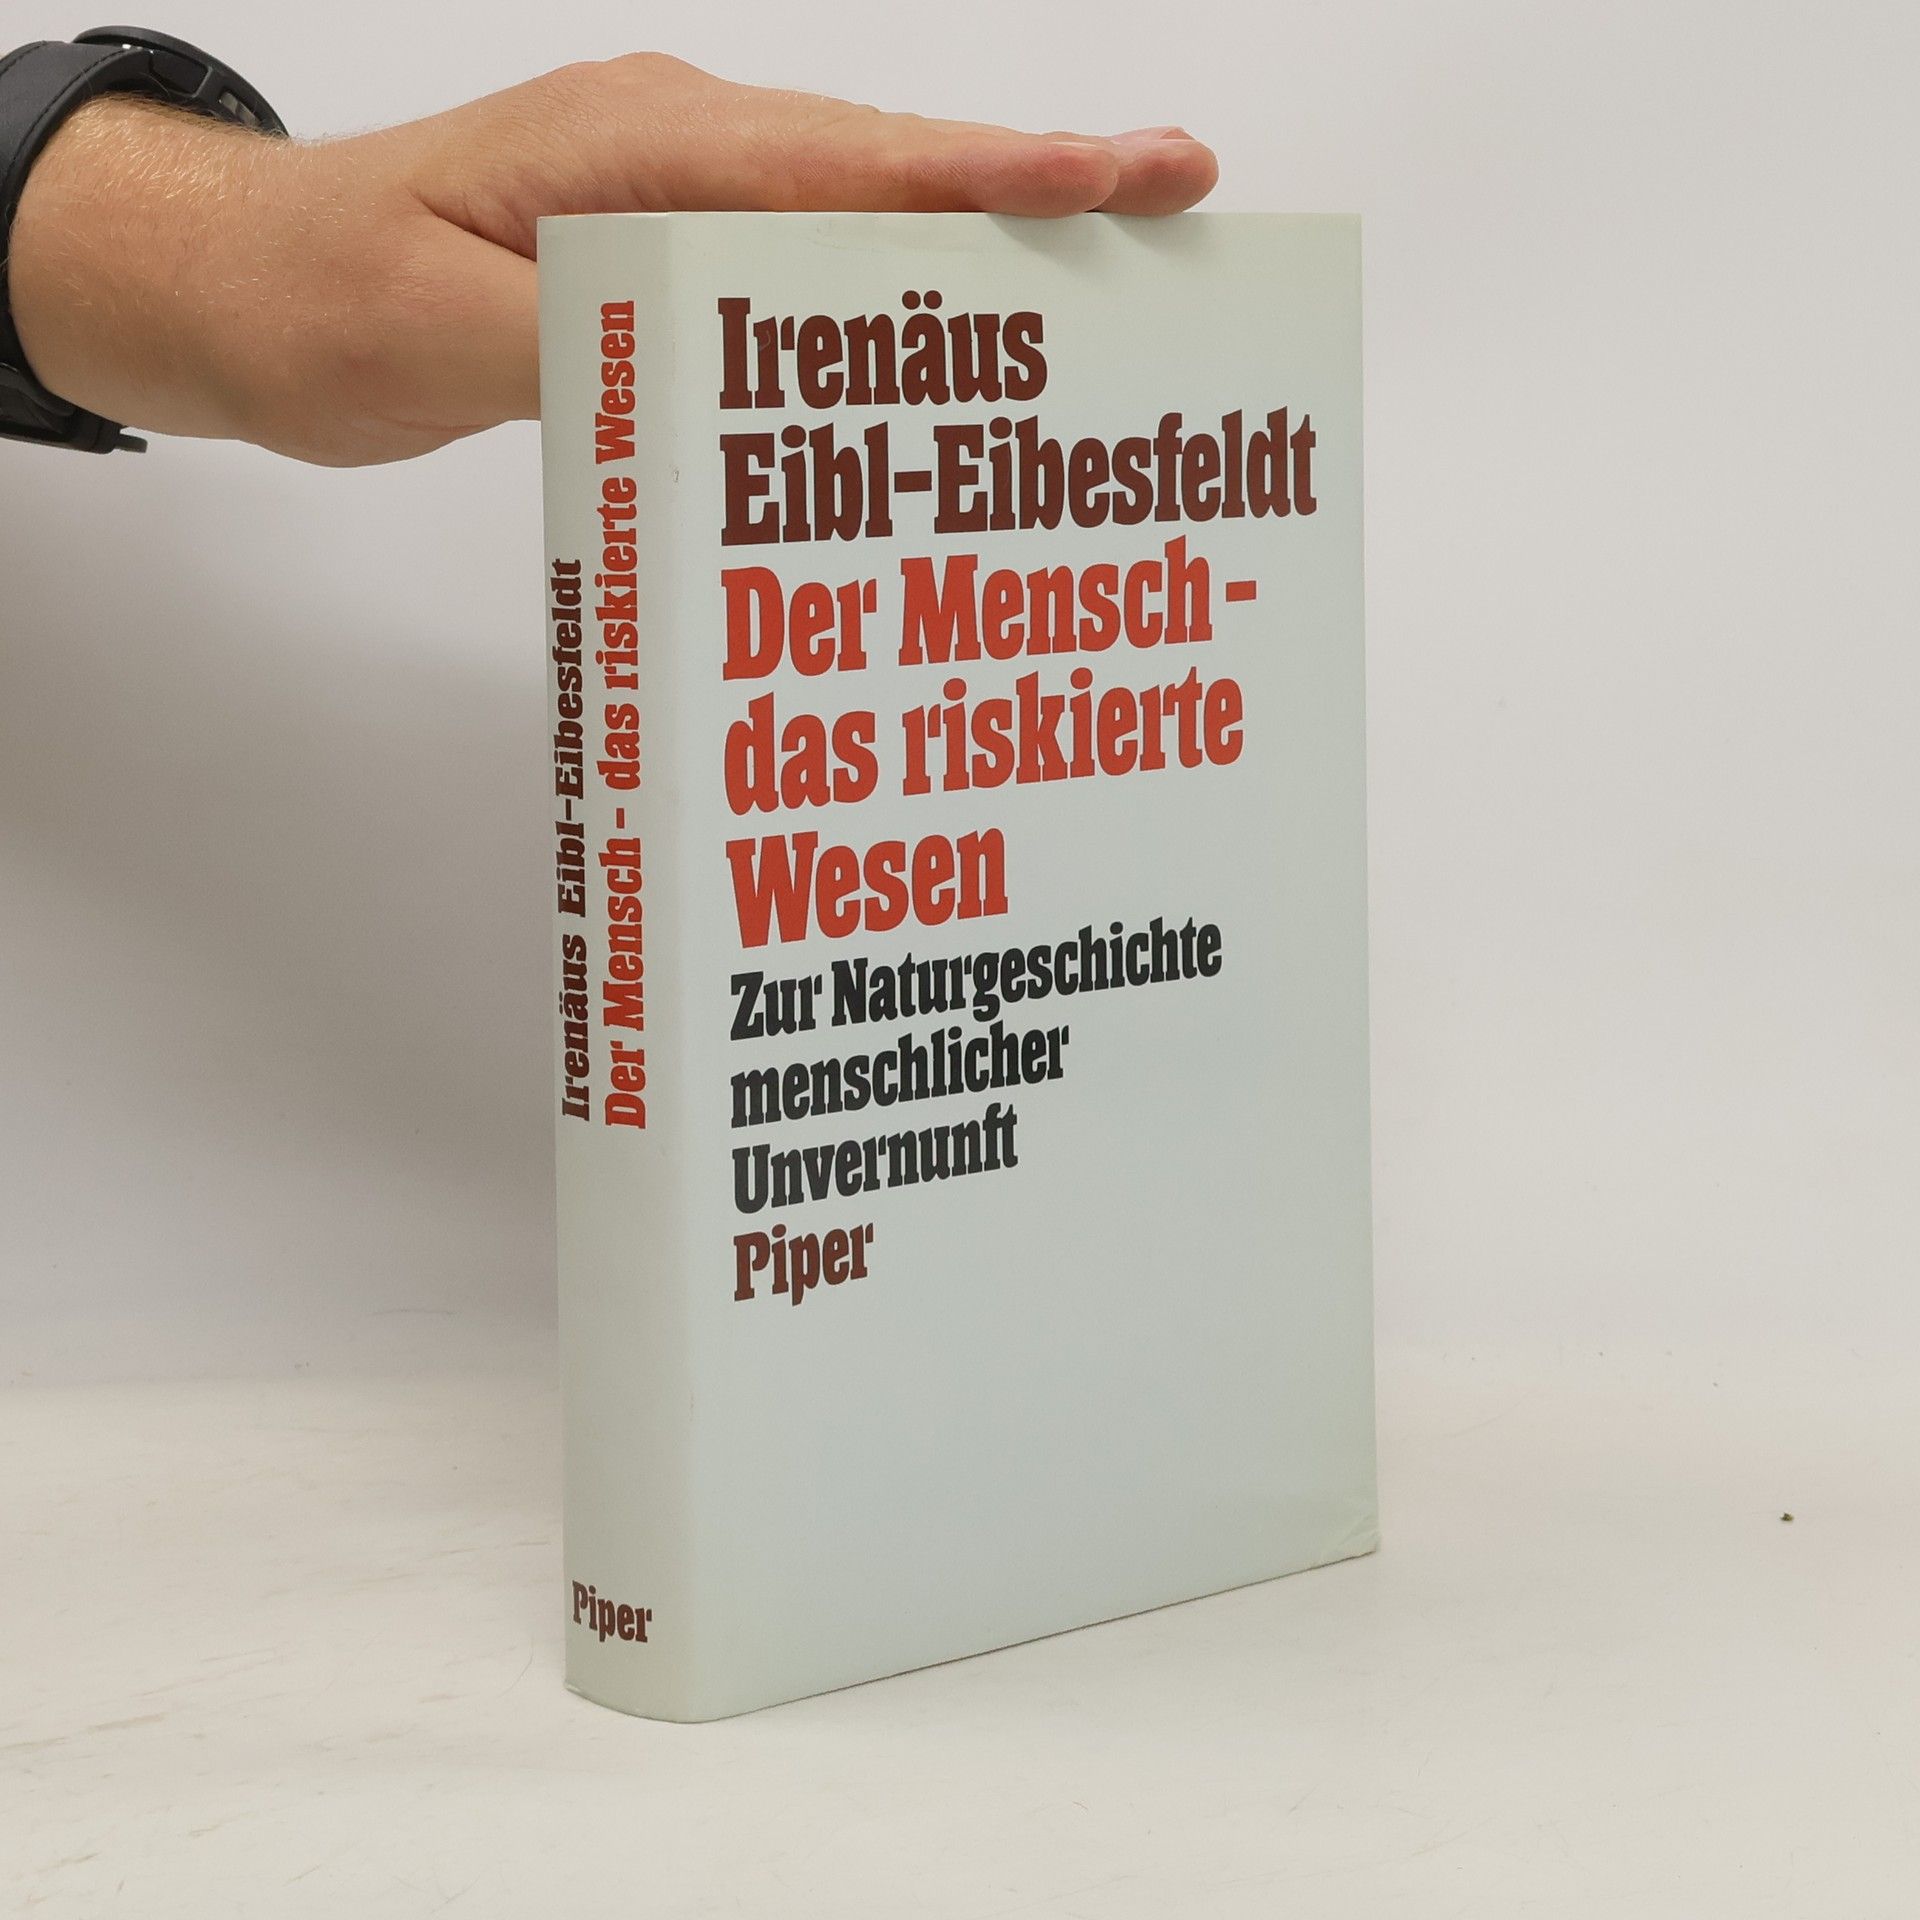 Irenäus Eibl-Eibesfeldt
Der Mensch - das riskierte Wesen
Piper
Irenäus
Eibl-Eibesfeldt
Der Mensch -
das riskierte
Wesen
Zur Naturgeschichte
menschlicher
Unvernunft
Piper